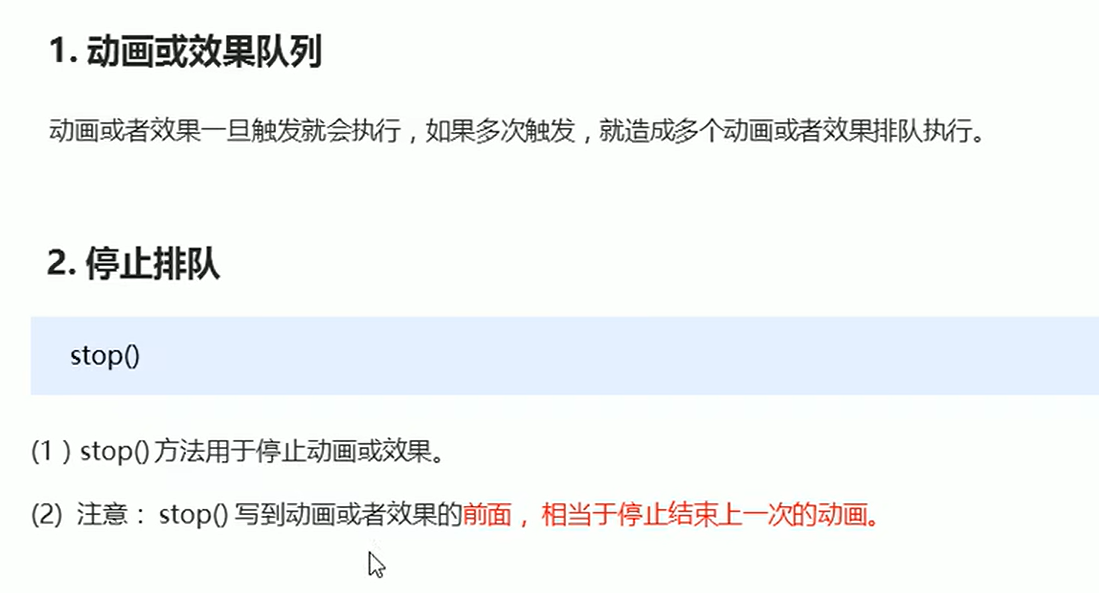 1. 动画或效果队列
动画或者效果一旦触发就会执行，如果多次触发，就造成多个动画或者效果排队执行。
2. 停止排队
stop()
(1）stop()方法用于停止动画或效果。
(2) 注意： stop() 写到动画或者效果的前面， 相当于停止结束上一次的动画。